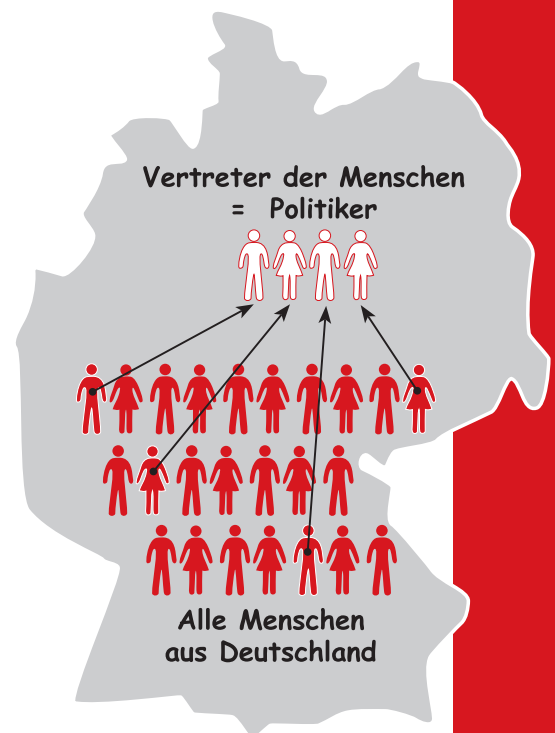 Vertreter der Menschen
= Politiker
Alle Menschen
aus Deutschland